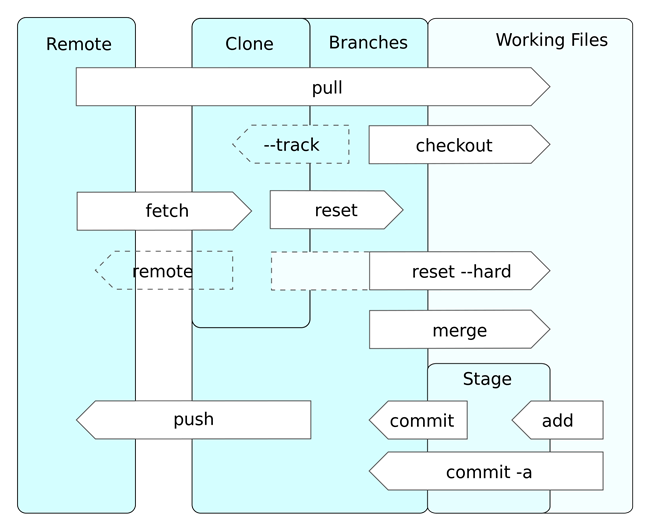 Remote
Clone
Branches
Working Files
pull
--track
checkout
fetch
reset
remote
reset --hard
merge
Stage
push
commit
add
commit -a